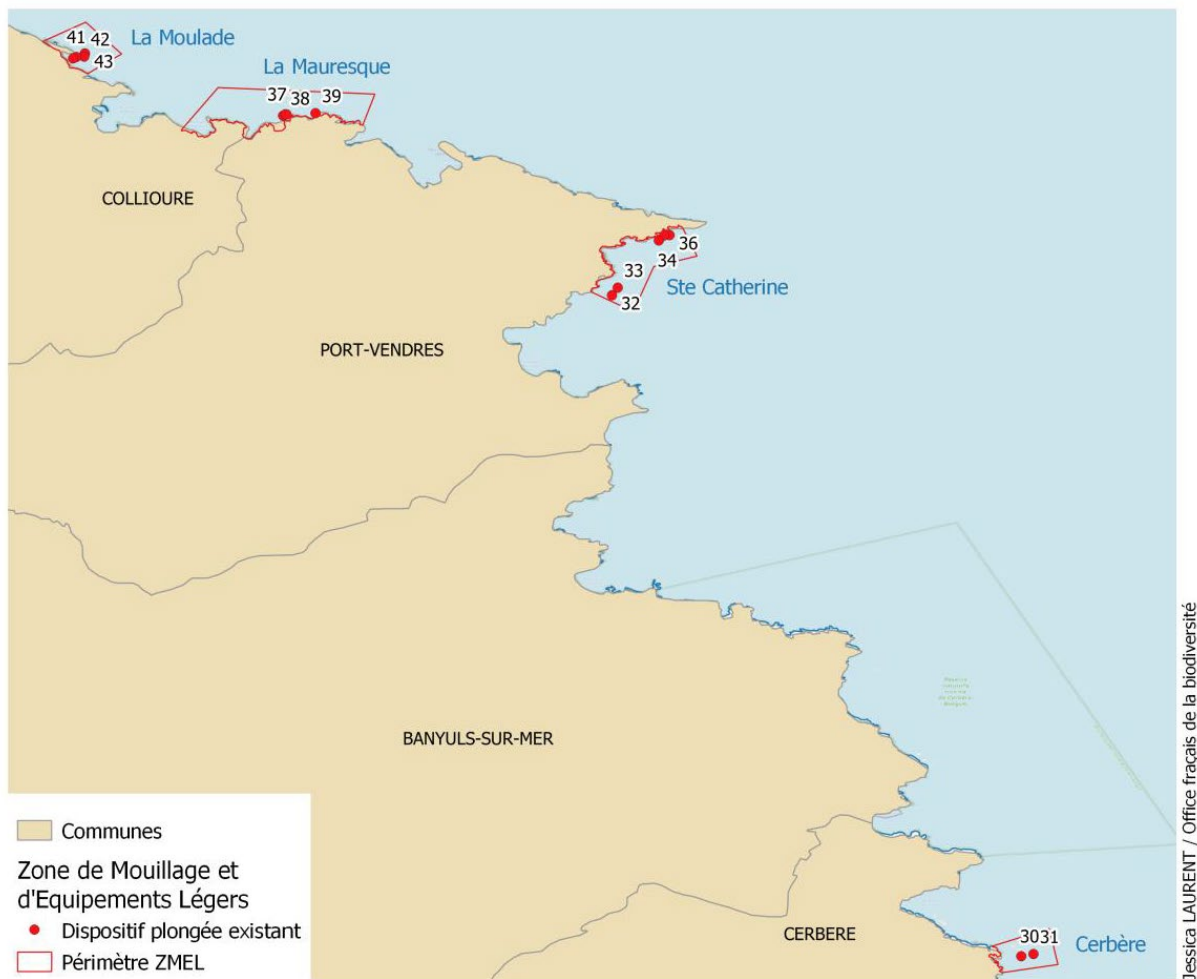 41 42
La Moulade
43
La Mauresque
37 38 39
COLLIOURE
36
33
34
Ste Catherine
32
PORT-VENDRES
BANYULS-SUR-MER
CERBERE
3031
Cerbère
Communes
Zone de Mouillage et
d'Equipements Légers
Dispositif plongée existant
Périmètre ZMEL
Jessica LAURENT / Office fraçais de la biodiversité